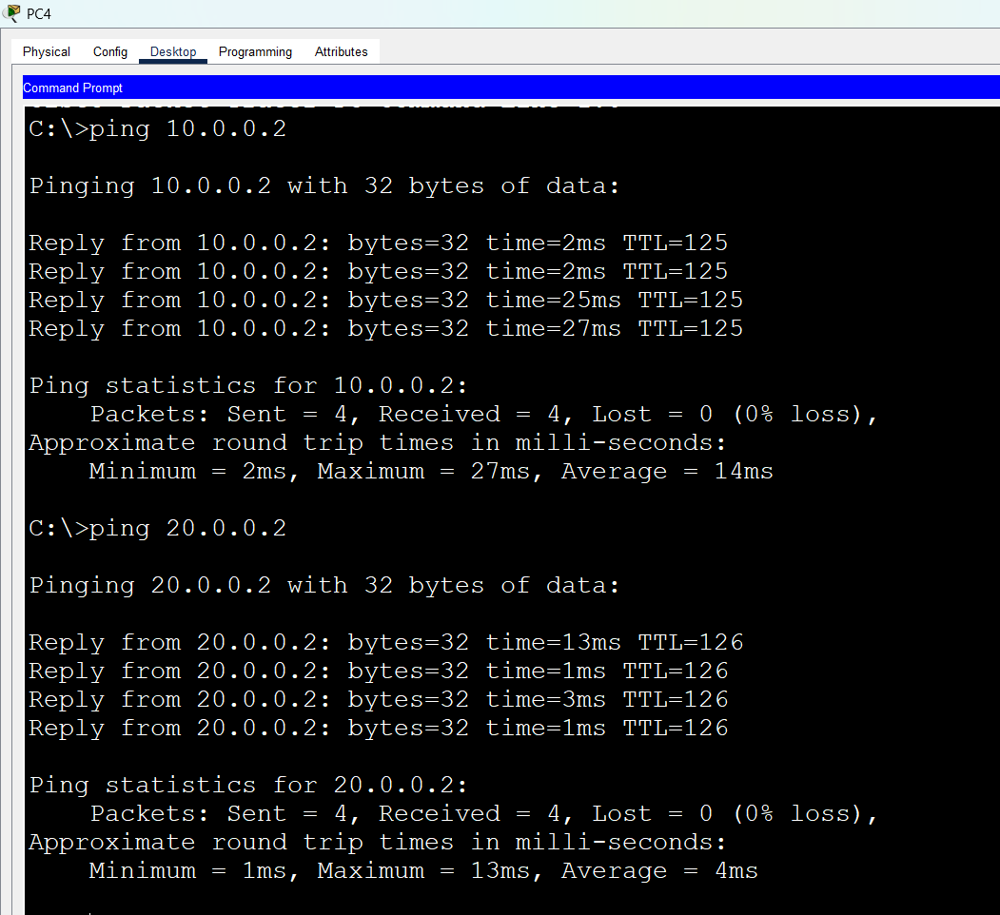 PC4
Physical Config Desktop Programming Attributes
Command Prompt
C:\>ping 10.0.0.2
Pinging 10.0.0.2 with 32 bytes of data:
Reply from 10.0.0.2: bytes=32 time=2ms TTL=125
Reply from 10.0.0.2: bytes=32 time=2ms TTL=125
Reply from 10.0.0.2: bytes=32 time=25ms TTL=125
Reply from 10.0.0.2: bytes=32 time=27ms TTL=125
Ping statistics for 10.0.0.2:
Packets: Sent = 4, Received = 4, Lost = 0 (0% loss),
Approximate round trip times in milli-seconds:
Minimum = 2ms, Maximum = 27ms, Average = 14ms
C:\>ping 20.0.0.2
Pinging 20.0.0.2 with 32 bytes of data:
Reply from 20.0.0.2: bytes=32 time=13ms TTL=126
Reply from 20.0.0.2: bytes=32 time=1ms TTL=126
Reply from 20.0.0.2: bytes=32 time=3ms TTL=126
Reply from 20.0.0.2: bytes=32 time=1ms TTL=126
Ping statistics for 20.0.0.2:
Packets: Sent = 4, Received = 4, Lost = 0 (0% loss),
Approximate round trip times in milli-seconds:
Minimum = 1ms, Maximum = 13ms, Average = 4ms